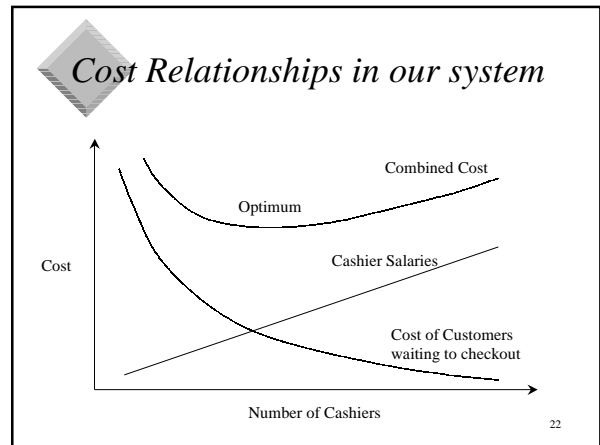 Cost Relationships in our system
Combined Cost
Optimum
Cashier Salaries
Cost
Cost of Customers
waiting to checkout
Number of Cashiers
22